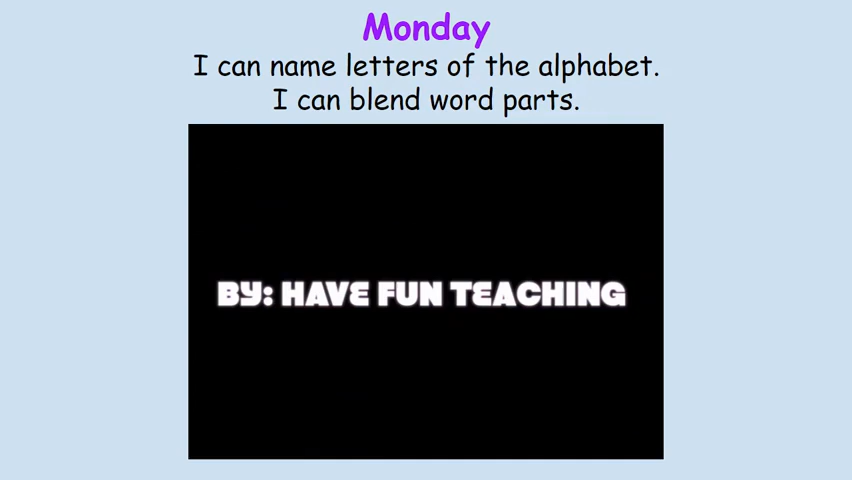 Monday
I can name letters of the alphabet.
I can blend word parts.
BY: HAVE FUN TEACHING